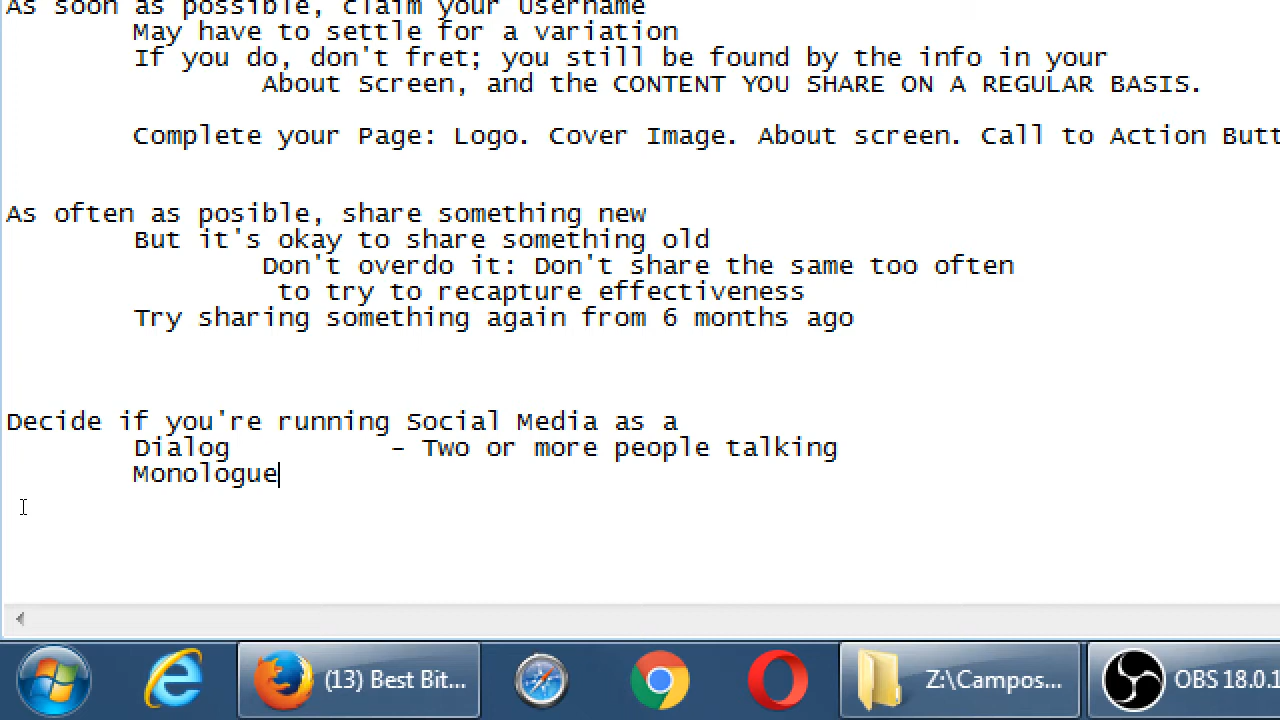 As soon as possible, claim your Username
May have to settle for a variation
If you do, don't fret; you still be found by the info in your
About Screen, and the CONTENT YOU SHARE ON A REGULAR BASIS.
Complete your Page: Logo. Cover Image. About screen. Call to Action Butt
As often as posible, share something new
But it's okay to share something old
Don't overdo it: Don't share the same too often
to try to recapture effectiveness
Try sharing something again from 6 months ago
Decide if you're running Social Media as a
Dialog - Two or more people talking
Monologue
(13) Best Bit... Z:\Campos... OBS 18.0.1